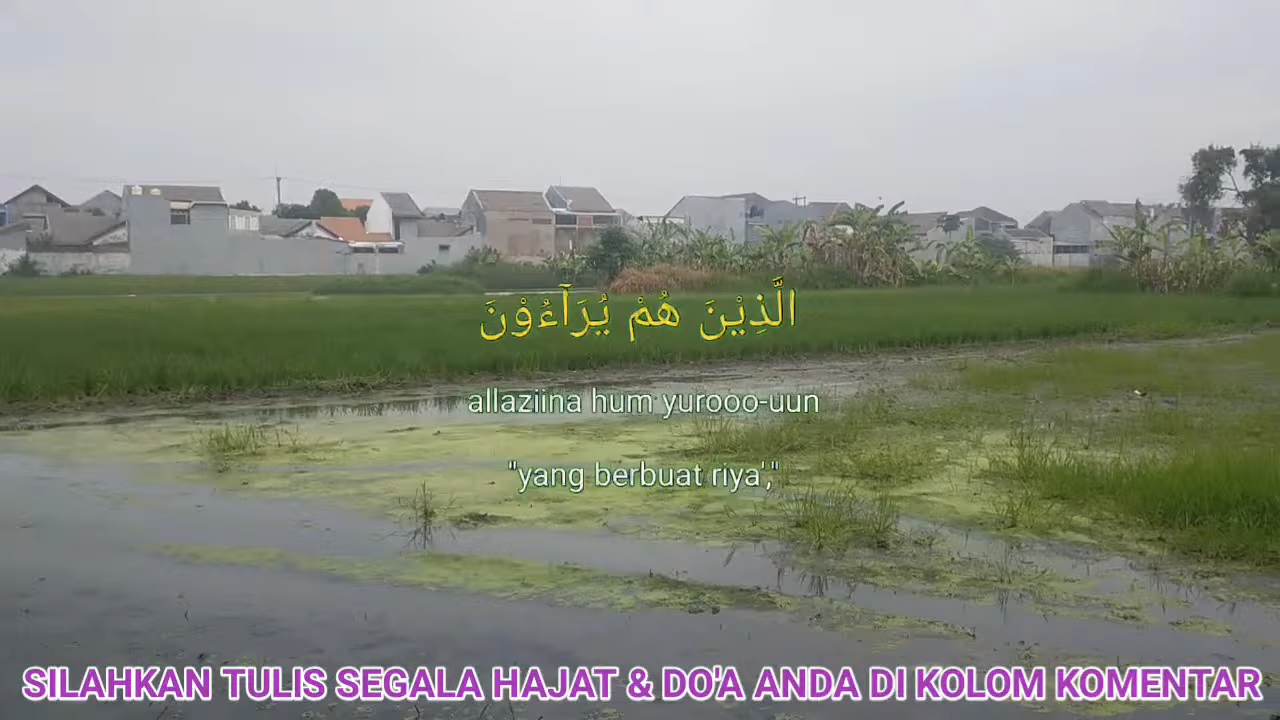 الَّذِيْنَ هُمْ يُرَآءُوْنَ
allaziina hum yurooo-uun
"yang berbuat riya',"
SILAHKAN TULIS SEGALA HAJAT & DO'A ANDA DI KOLOM KOMENTAR